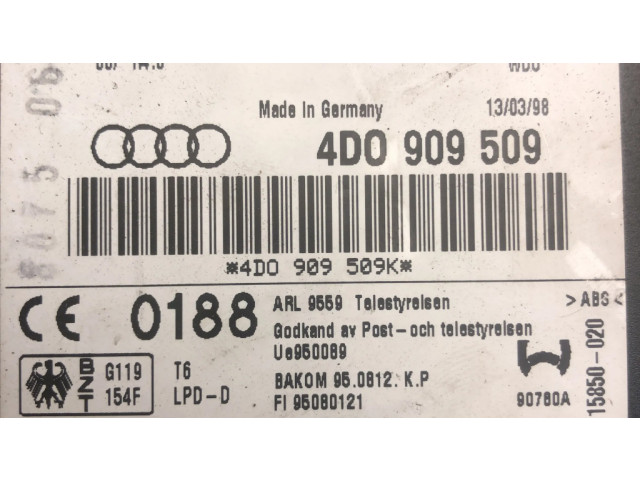 Made in Germany 13/03/98
4D0 909 509
*4D0 909 509K*
CE 0188
ARL 9559 Telestyrelsen
Godkand av Post-och telestyrelsen
Ue950089
> ABS <
BZT G119 154F
T6
LPD-D
BAKOM 95.0812. K.P
FI 95080121
90760A
15850-020